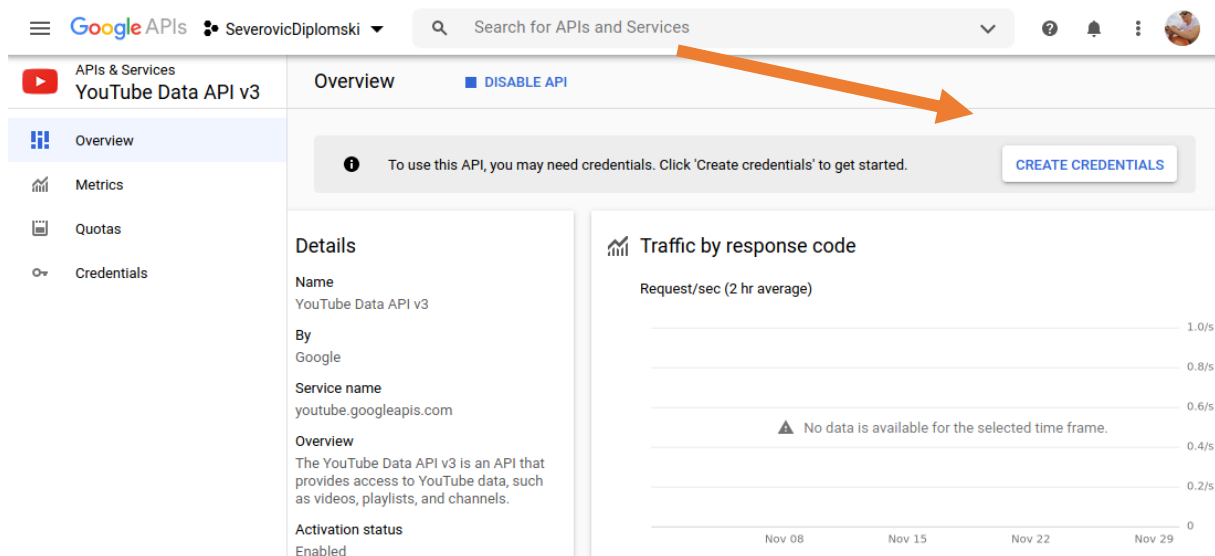 Google APIs SeverovicDiplomski Search for APIs and Services
APIs & Services
YouTube Data API v3
Overview
Metrics
Quotas
Credentials
Overview DISABLE API
To use this API, you may need credentials. Click 'Create credentials' to get started. CREATE CREDENTIALS
Details
Name
YouTube Data API v3
By
Google
Service name
youtube.googleapis.com
Overview
The YouTube Data API v3 is an API that
provides access to YouTube data, such
as videos, playlists, and channels.
Activation status
Enabled
Traffic by response code
Request/sec (2 hr average)
1.0/s
0.8/s
0.6/s
No data is available for the selected time frame.
0.4/s
0.2/s
0
Nov 08 Nov 15 Nov 22 Nov 29